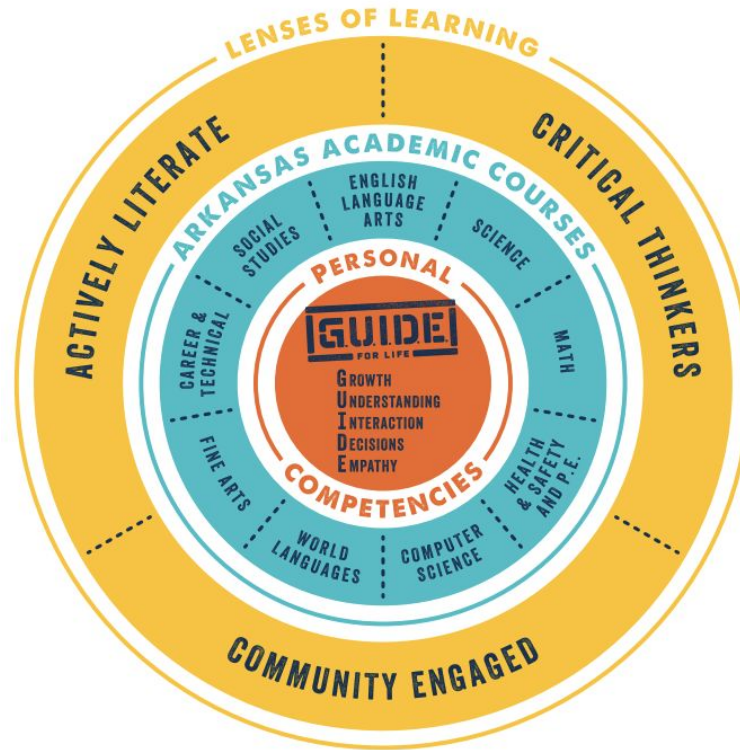 LENSES OF LEARNING
ACTIVELY LITERATE
CRITICAL THINKERS
COMMUNITY ENGAGED
ARKANSAS ACADEMIC COURSES
ENGLISH
LANGUAGE
ARTS
SCIENCE
MATH
HEALTH
& SAFETY
AND P.E.
COMPUTER
SCIENCE
WORLD
LANGUAGES
FINE ARTS
CAREER &
TECHNICAL
SOCIAL
STUDIES
PERSONAL
COMPETENCIES
G.U.I.D.E.
FOR LIFE
GROWTH
UNDERSTANDING
INTERACTION
DECISIONS
EMPATHY